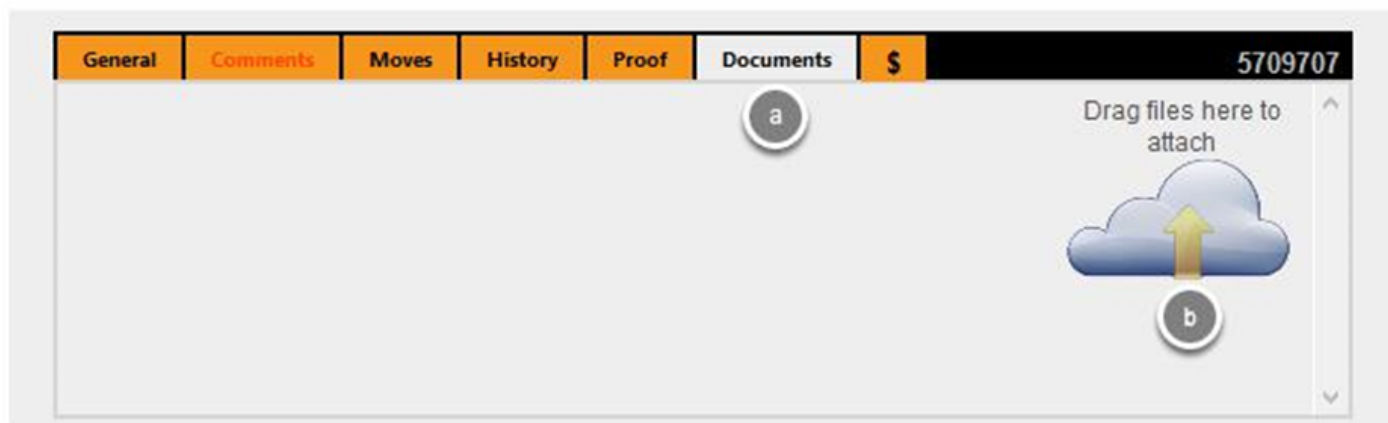 General Comments Moves History Proof Documents $ 5709707
a
Drag files here to
attach
b